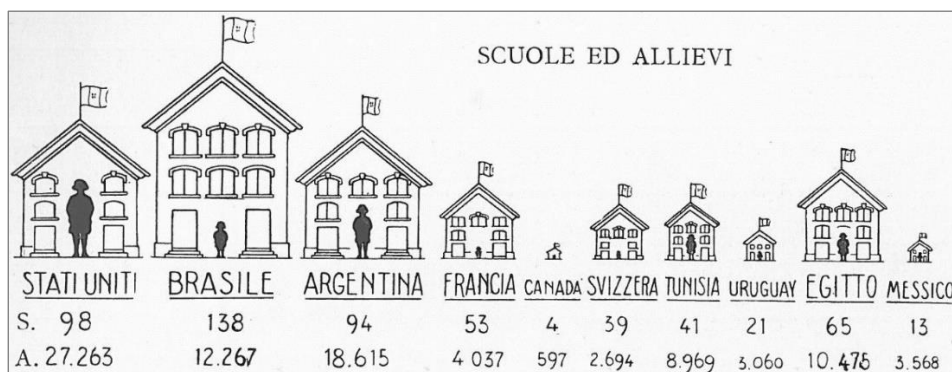 SCUOLE ED ALLIEVI
STATI UNITI BRASILE ARGENTINA FRANCIA CANADA SVIZZERA TUNISIA URUGUAY EGITTO MESSICO
S. 98 138 94 53 4 39 41 21 65 13
A. 27.263 12.267 18.615 4 037 597 2.694 8.969 3.060 10.475 3.568